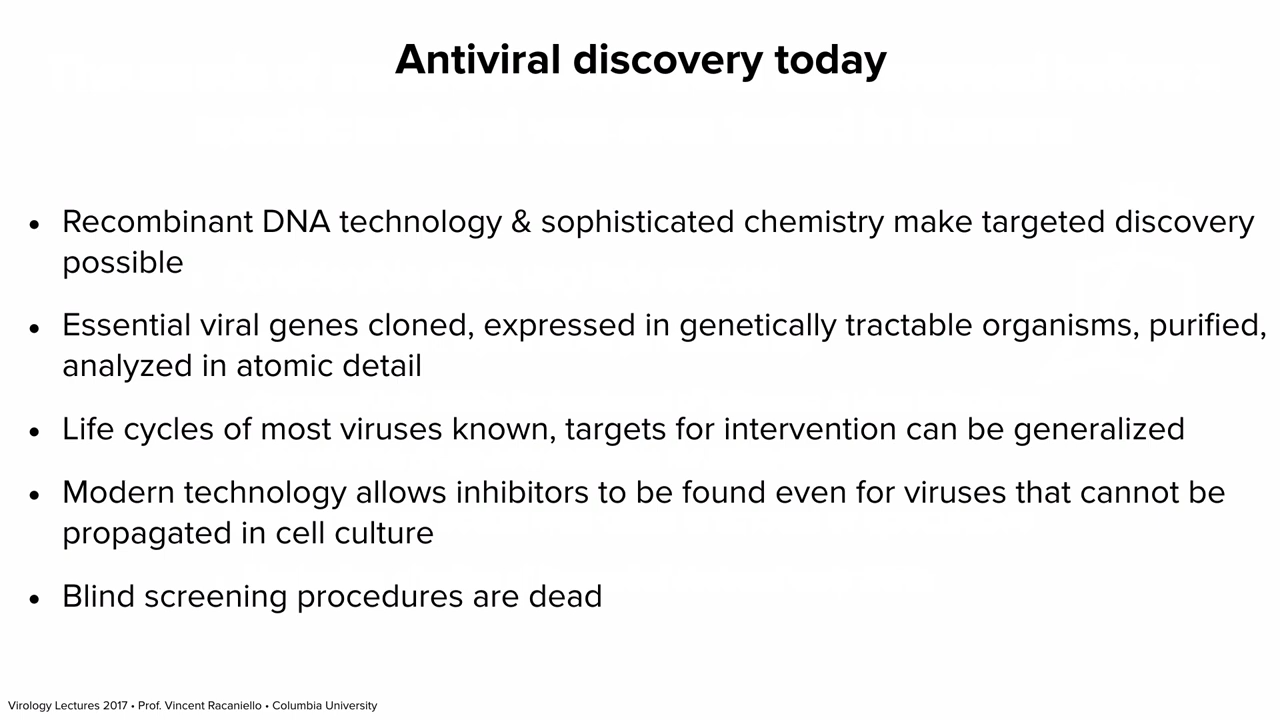 Antiviral discovery today
• Recombinant DNA technology & sophisticated chemistry make targeted discovery
possible
• Essential viral genes cloned, expressed in genetically tractable organisms, purified,
analyzed in atomic detail
• Life cycles of most viruses known, targets for intervention can be generalized
• Modern technology allows inhibitors to be found even for viruses that cannot be
propagated in cell culture
• Blind screening procedures are dead
Virology Lectures 2017 • Prof. Vincent Racaniello • Columbia University